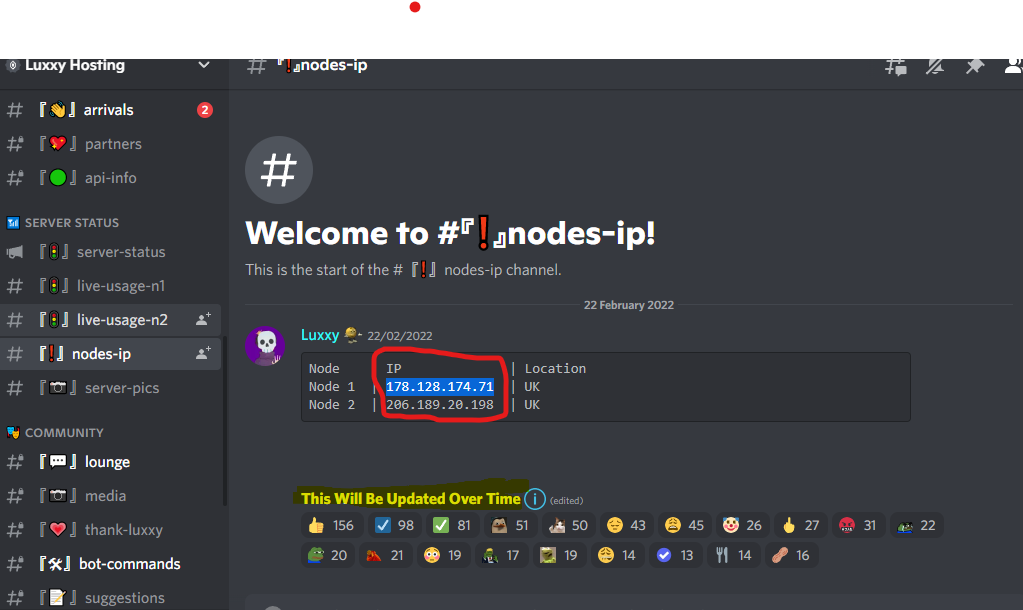 Luxxy Hosting
『👋』arrivals
2
『💖』partners
『🟢』api-info
SERVER STATUS
『🚦』server-status
『🚦』live-usage-n1
『🚦』live-usage-n2
『❗』nodes-ip
『📷』server-pics
COMMUNITY
『💬』lounge
『📷』media
『💗』thank-luxxy
『🛠』bot-commands
『📝』suggestions
# 『❗』nodes-ip
#
Welcome to #『❗』nodes-ip!
This is the start of the # 『❗』 nodes-ip channel.
22 February 2022
Luxxy 22/02/2022
Node IP | Location
Node 1 | 178.128.174.71 | UK
Node 2 | 206.189.20.198 | UK
This Will Be Updated Over Time (edited)
156 98 81 51 50 43 45 26 27 31 22
20 21 19 17 19 14 13 14 16